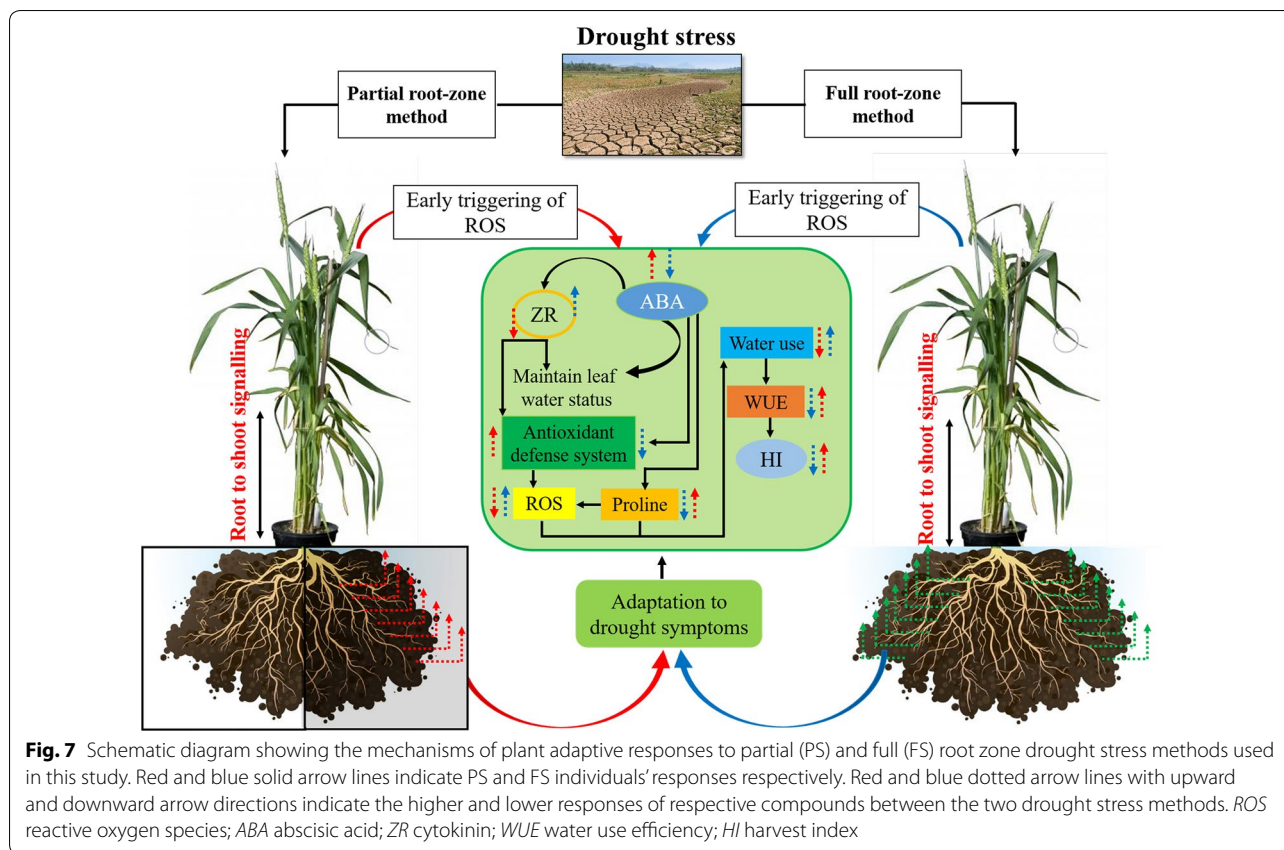 Drought stress
Partial root-zone
method
Full root-zone
method
Early triggering of
ROS
Early triggering of
ROS
ZR
ABA
Maintain leaf
water status
Antioxidant
defense system
ROS
Proline
Water use
WUE
HI
Root to shoot signalling
Root to shoot signalling
Adaptation to
drought symptoms
Fig. 7 Schematic diagram showing the mechanisms of plant adaptive responses to partial (PS) and full (FS) root zone drought stress methods used
in this study. Red and blue solid arrow lines indicate PS and FS individuals’ responses respectively. Red and blue dotted arrow lines with upward
and downward arrow directions indicate the higher and lower responses of respective compounds between the two drought stress methods. ROS
reactive oxygen species; ABA abscisic acid; ZR cytokinin; WUE water use efficiency; HI harvest index